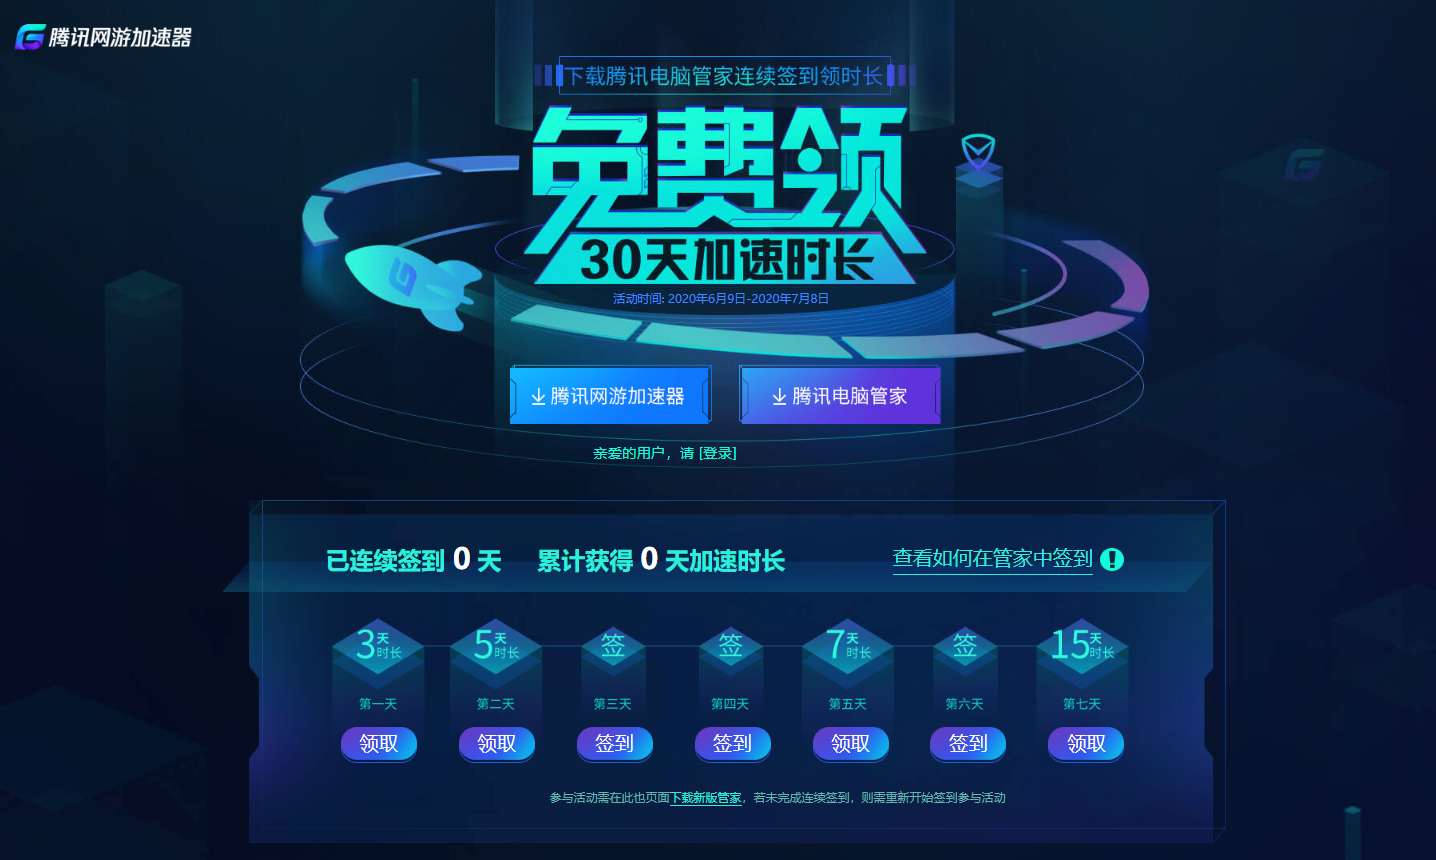 腾讯网游加速器
下载腾讯电脑管家连续签到领时长
免费领
30天加速时长
活动时间: 2020年6月9日-2020年7月8日
腾讯网游加速器 腾讯电脑管家
亲爱的用户，请 [登录]
已连续签到 0 天 累计获得 0 天加速时长 查看如何在管家中签到
3天时长 5天时长 签 签 7天时长 签 15天时长
第一天 第二天 第三天 第四天 第五天 第六天 第七天
领取 领取 签到 签到 领取 签到 领取
参与活动需在此也页面下载新版管家，若未完成连续签到，则需重新开始签到参与活动